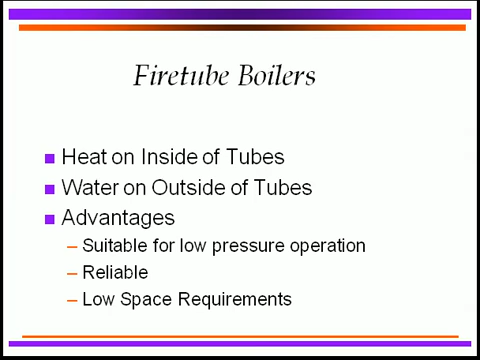 Firetube Boilers
Heat on Inside of Tubes
Water on Outside of Tubes
Advantages
– Suitable for low pressure operation
– Reliable
– Low Space Requirements